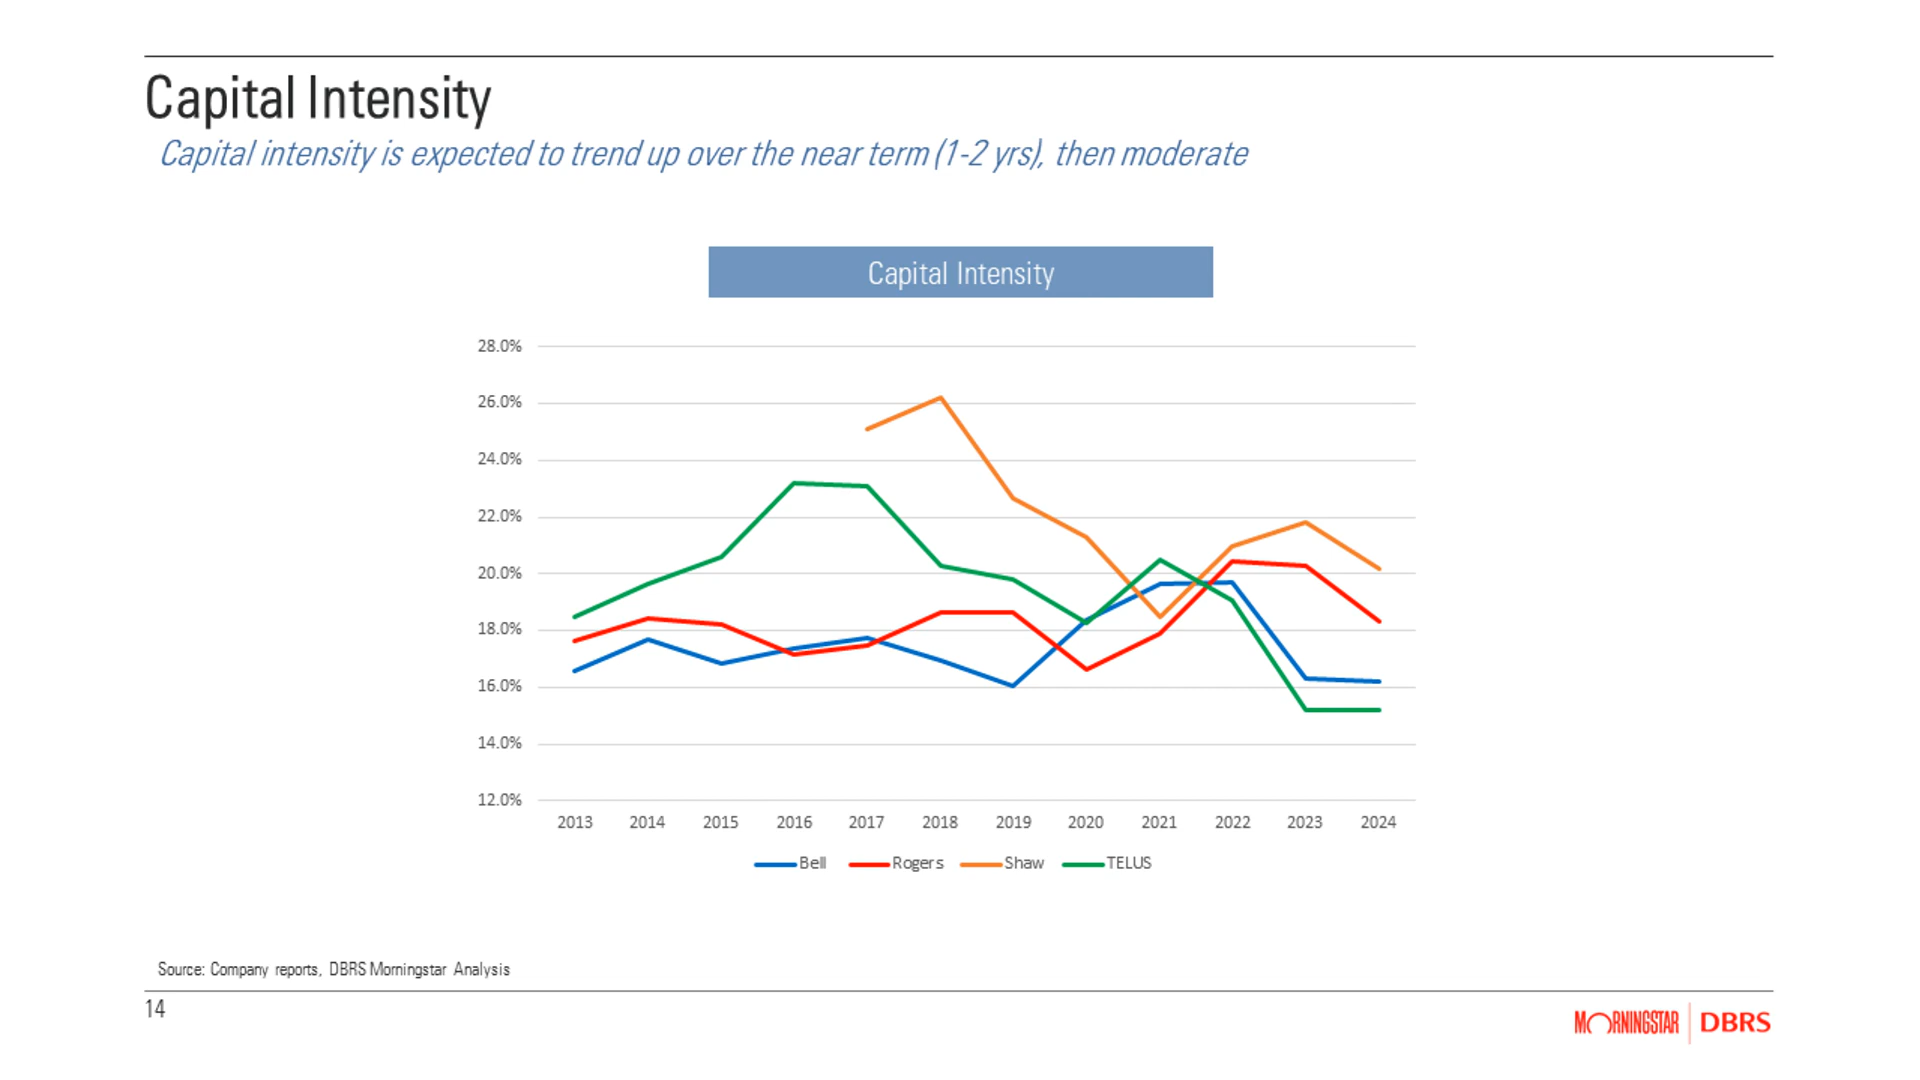 Capital Intensity
Capital intensity is expected to trend up over the near term (1-2 yrs), then moderate
Capital Intensity
28.0%
26.0%
24.0%
22.0%
20.0%
18.0%
16.0%
14.0%
12.0%
2013 2014 2015 2016 2017 2018 2019 2020 2021 2022 2023 2024
Bell Rogers Shaw TELUS
Source: Company reports, DBRS Morningstar Analysis
14
MORNINGSTAR DBRS